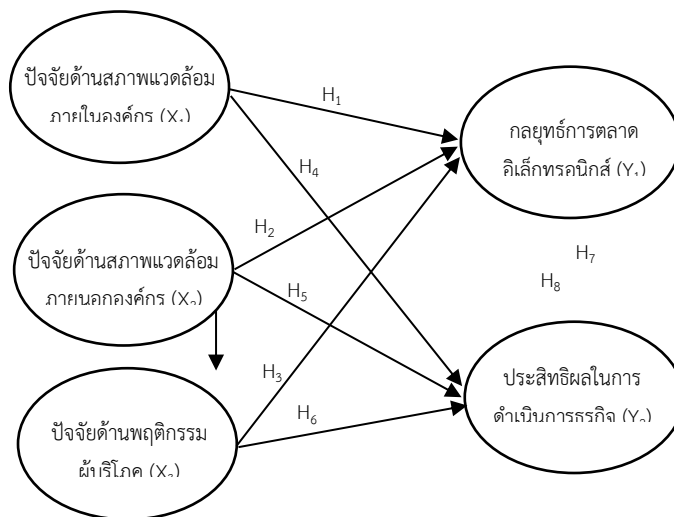 ปัจจัยด้านสภาพแวดล้อม
ภายในองค์กร (X₁)
H₁
กลยุทธ์การตลาด
อิเล็กทรอนิกส์ (Y₁)
H₄
H₂
ปัจจัยด้านสภาพแวดล้อม
ภายนอกองค์กร (X₂)
H₇
H₈
H₅
H₃
ประสิทธิผลในการ
ดำเนินการธุรกิจ (Y₂)
H₆
ปัจจัยด้านพฤติกรรม
ผู้บริโภค (X₃)